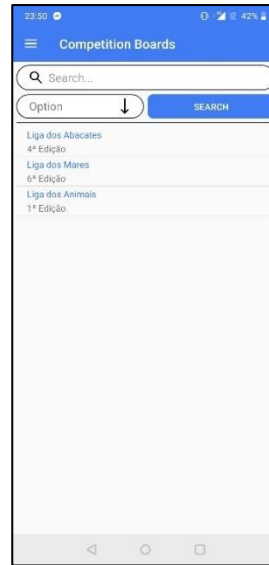 23:50 42%
Competition Boards
Search...
Option SEARCH
Liga dos Abacates
4ª Edição
Liga dos Mares
6ª Edição
Liga dos Animais
1ª Edição